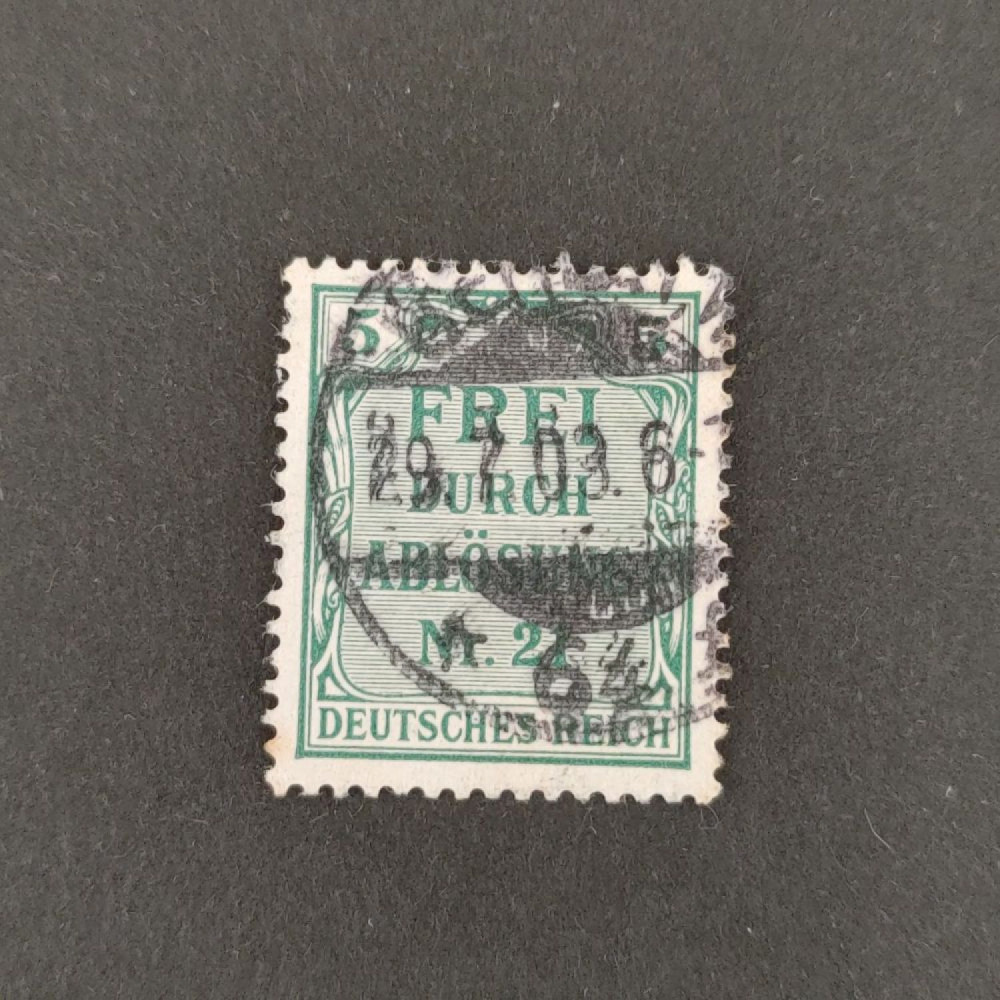 5 5
FREI
29.7.03. 6-
DURCH
ABLÖSUNG
Nr. 21
DEUTSCHES REICH